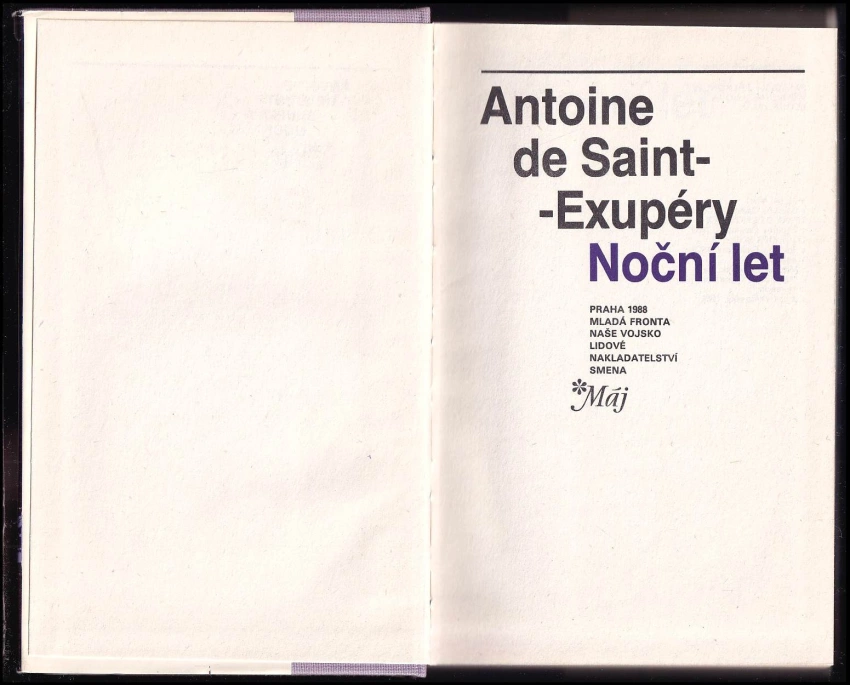 Antoine
de Saint-
-Exupéry
Noční let
PRAHA 1988
MLADÁ FRONTA
NAŠE VOJSKO
LIDOVÉ
NAKLADATELSTVÍ
SMENA
*Máj